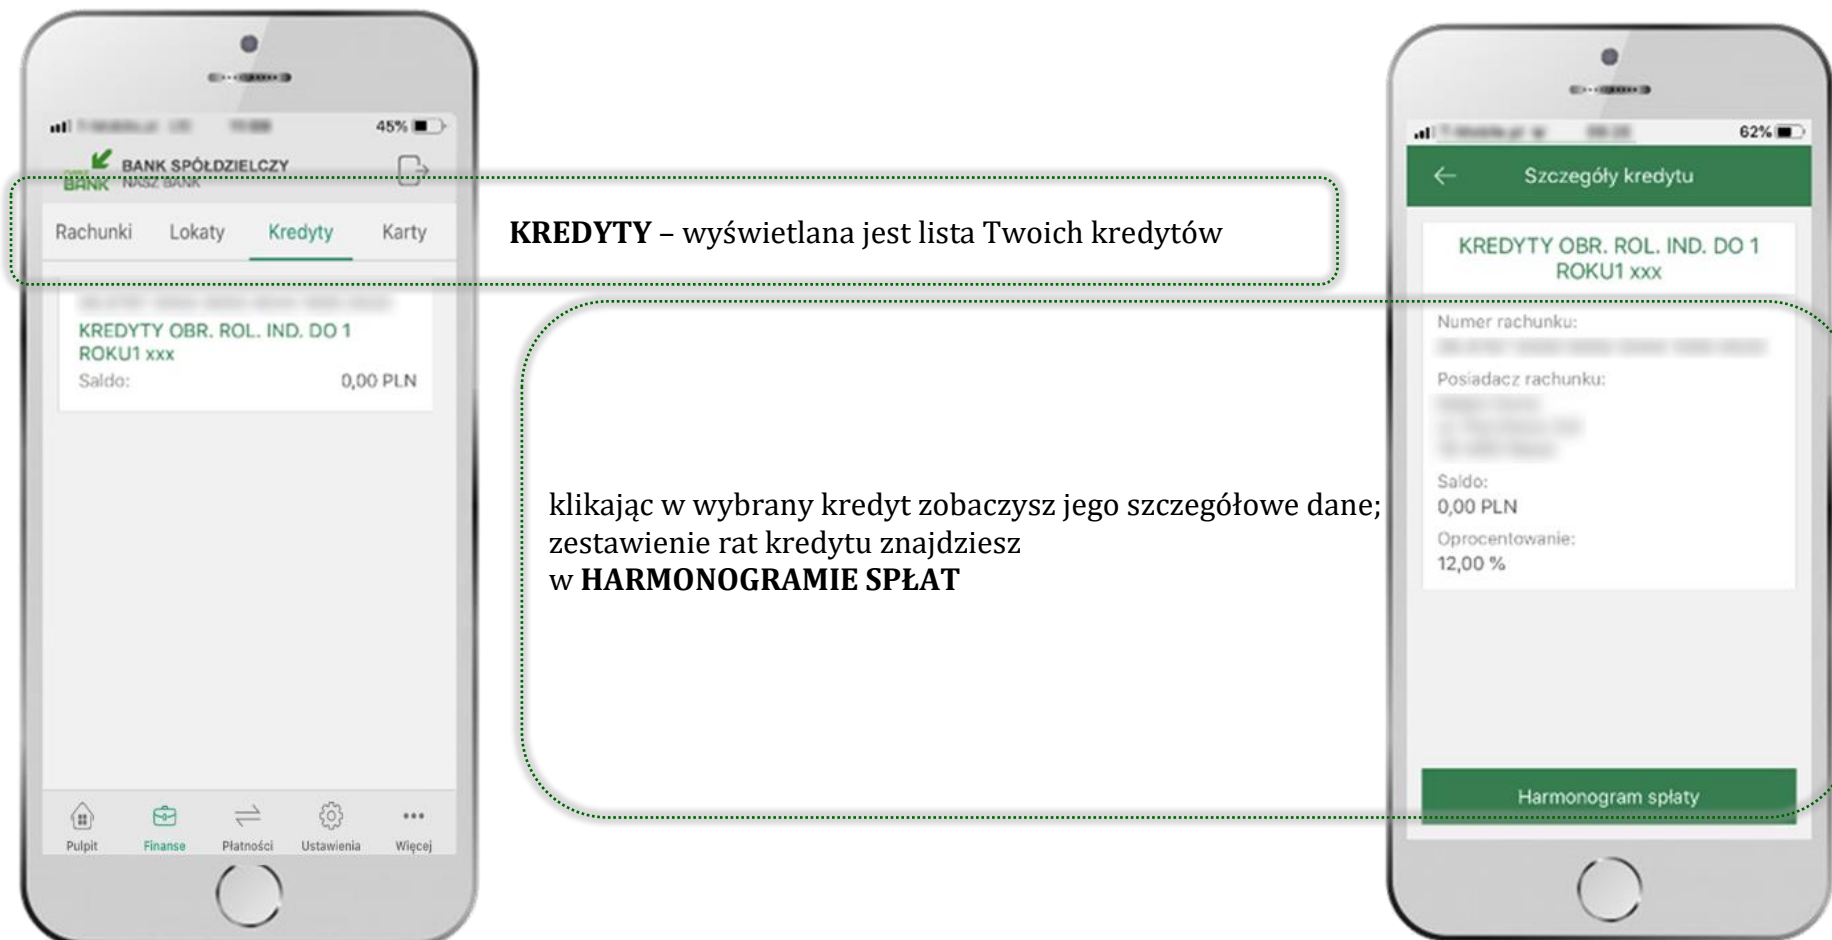 45%
nasz
BANK
BANK SPÓŁDZIELCZY
NASZ BANK
Rachunki Lokaty Kredyty Karty
KREDYTY OBR. ROL. IND. DO 1
ROKU1 xxx
Saldo: 0,00 PLN
Pulpit Finanse Płatności Ustawienia Więcej
KREDYTY – wyświetlana jest lista Twoich kredytów
klikając w wybrany kredyt zobaczysz jego szczegółowe dane;
zestawienie rat kredytu znajdziesz
w HARMONOGRAMIE SPŁAT
62%
Szczegóły kredytu
KREDYTY OBR. ROL. IND. DO 1
ROKU1 xxx
Numer rachunku:
Posiadacz rachunku:
Saldo:
0,00 PLN
Oprocentowanie:
12,00 %
Harmonogram spłaty